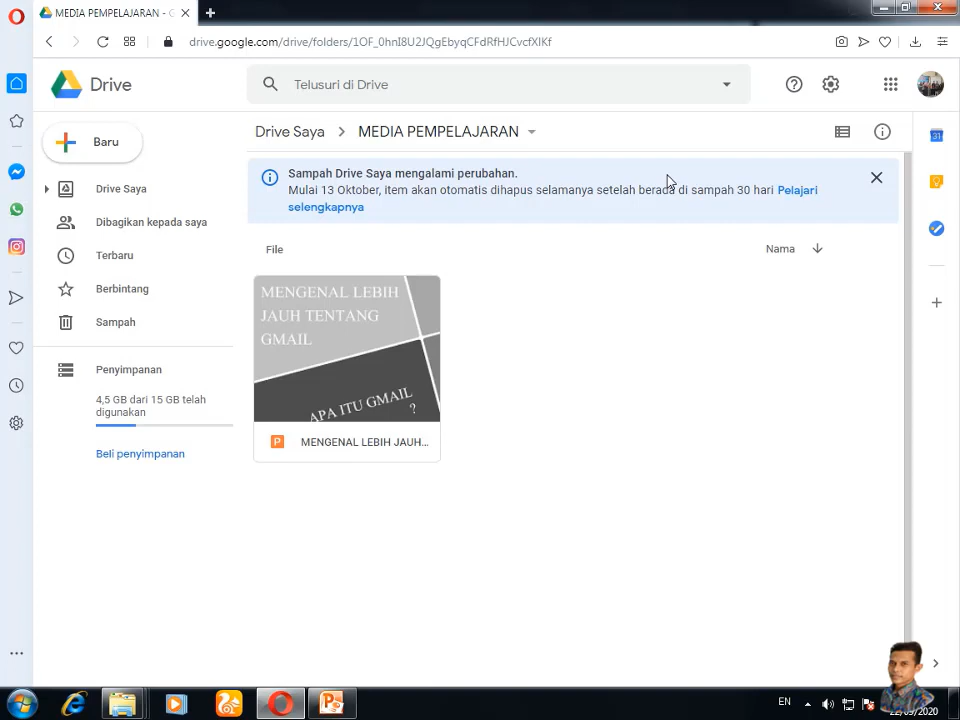 MEDIA PEMPELAJARAN - G
drive.google.com/drive/folders/1OF_0hnI8U2JQgEbyqCFdRfHJCvcfXIKf
Drive
Telusuri di Drive
Baru
Drive Saya
MEDIA PEMPELAJARAN
31
Sampah Drive Saya mengalami perubahan.
Mulai 13 Oktober, item akan otomatis dihapus selamanya setelah berada di sampah 30 hari Pelajari
selengkapnya
Drive Saya
Dibagikan kepada saya
Terbaru
Berbintang
Sampah
Penyimpanan
4,5 GB dari 15 GB telah
digunakan
Beli penyimpanan
File
Nama
MENGENAL LEBIH
JAUH TENTANG
GMAIL
APA ITU GMAIL
?
P
MENGENAL LEBIH JAUH...
EN